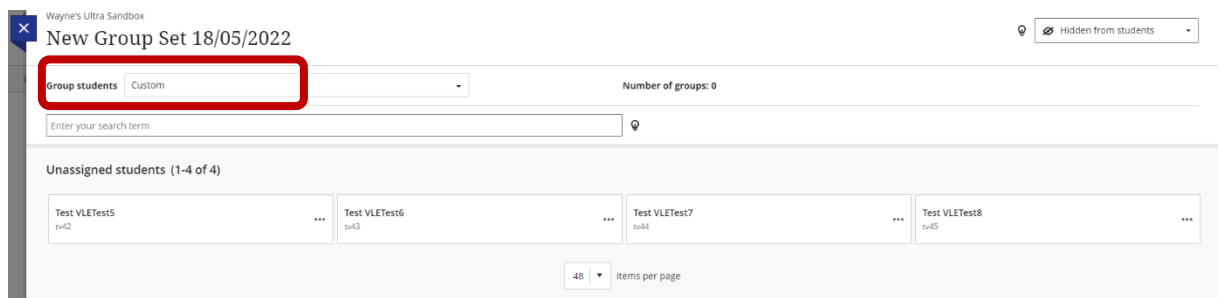 Wayne's Ultra Sandbox
New Group Set 18/05/2022
Hidden from students
Group students Custom
Number of groups: 0
Enter your search term
Unassigned students (1-4 of 4)
Test VLETest5
tv42
Test VLETest6
tv43
Test VLETest7
tv44
Test VLETest8
tv45
48 items per page